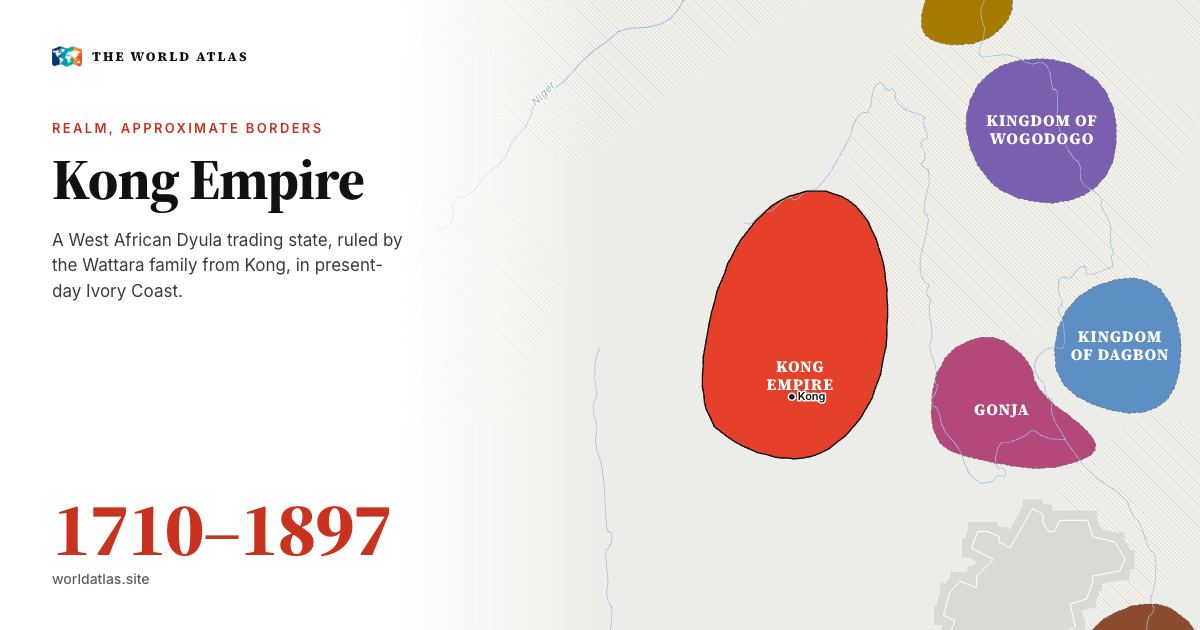 THE WORLD ATLAS
REALM, APPROXIMATE BORDERS
Kong Empire
A West African Dyula trading state, ruled by
the Wattara family from Kong, in present-
day Ivory Coast.
1710–1897
worldatlas.site
Niger
KINGDOM OF
WOGODOGO
KINGDOM
OF DAGBON
KONG
EMPIRE
Kong
GONJA